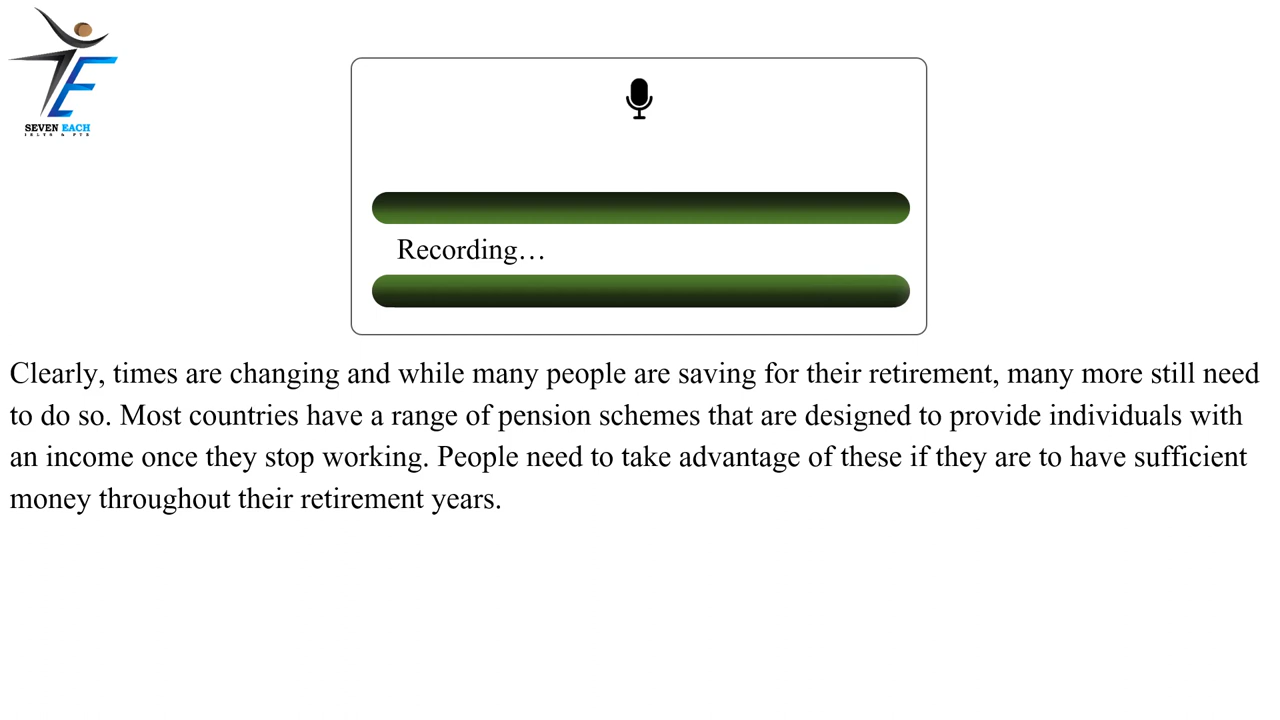 SEVEN EACH
IELTS & PTE
Recording…
Clearly, times are changing and while many people are saving for their retirement, many more still need
to do so. Most countries have a range of pension schemes that are designed to provide individuals with
an income once they stop working. People need to take advantage of these if they are to have sufficient
money throughout their retirement years.